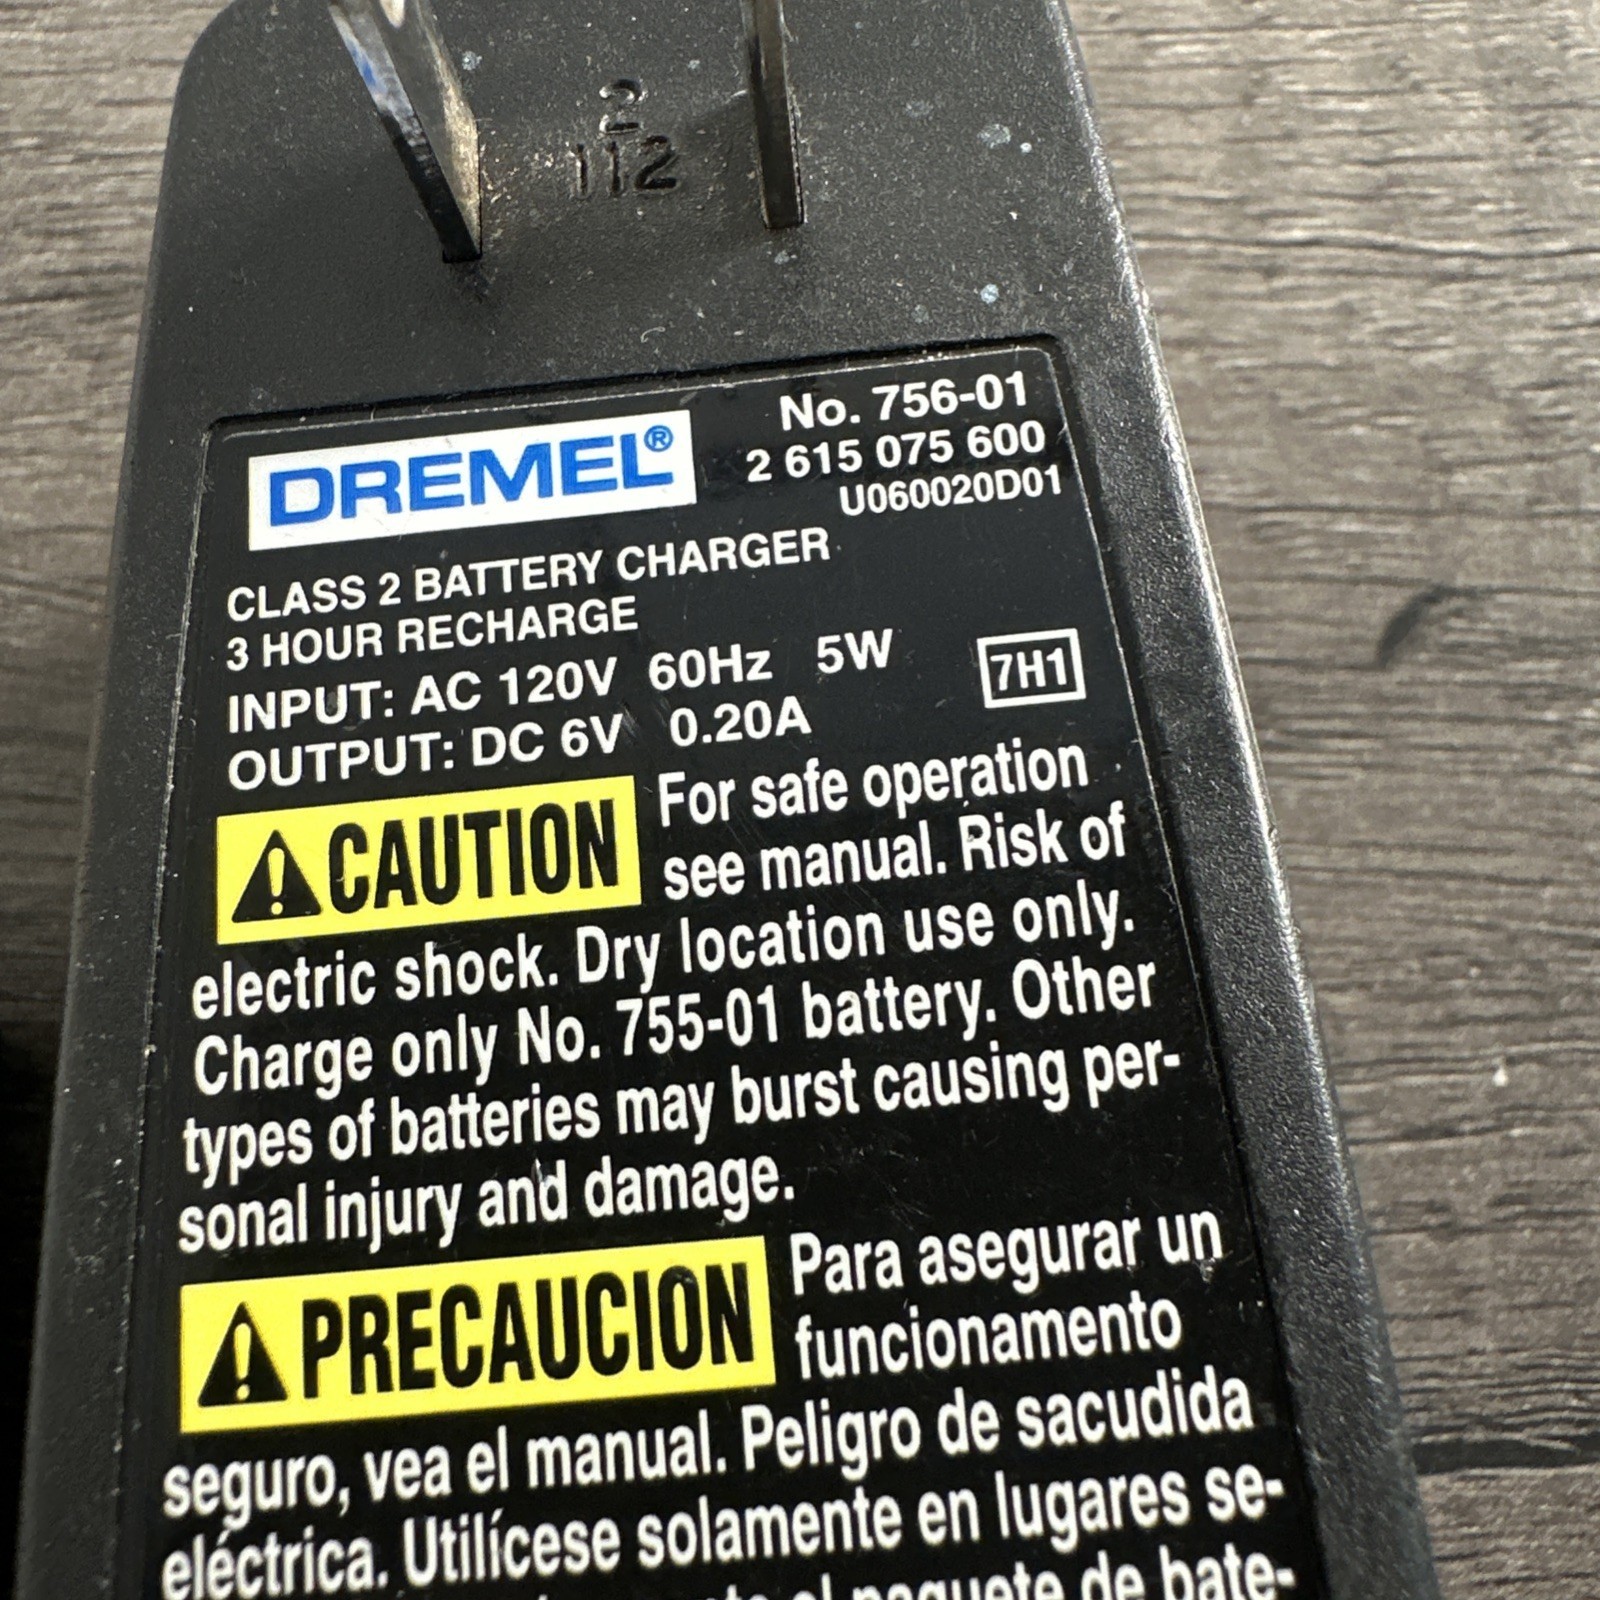 2
112
DREMEL®
No. 756-01
2 615 075 600
U060020D01
CLASS 2 BATTERY CHARGER
3 HOUR RECHARGE
INPUT: AC 120V 60Hz 5W
7H1
OUTPUT: DC 6V 0.20A
CAUTION For safe operation
see manual. Risk of
electric shock. Dry location use only.
Charge only No. 755-01 battery. Other
types of batteries may burst causing per-
sonal injury and damage.
PRECAUCION Para asegurar un
funcionamento
seguro, vea el manual. Peligro de sacudida
eléctrica. Utilícese solamente en lugares se-
el paquete de bate-